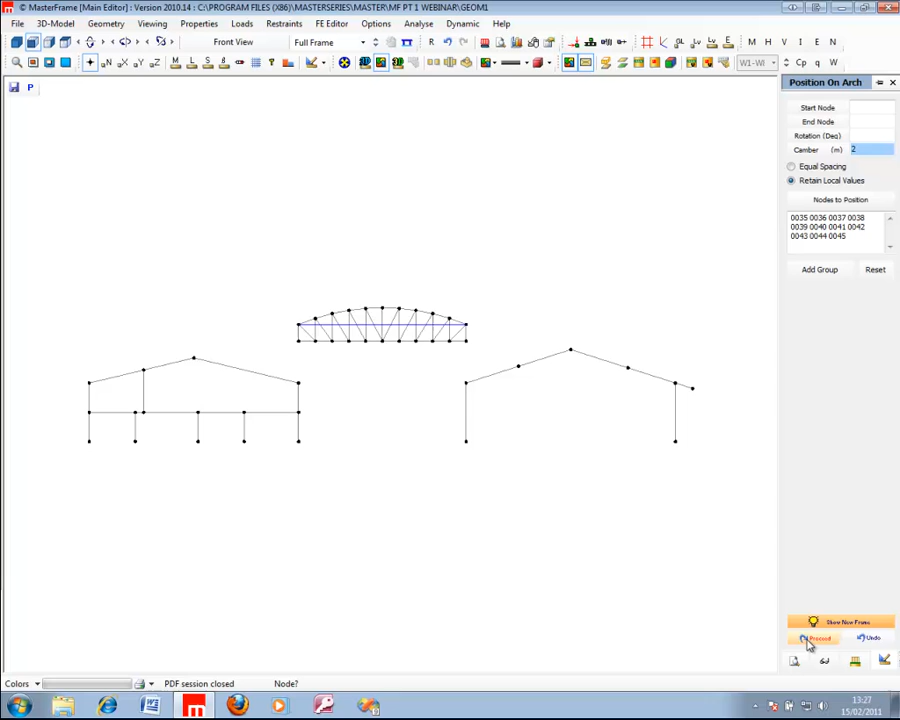 MasterFrame [Main Editor] : Version 2010.14 : C:\PROGRAM FILES (X86)\MASTERSERIES\MASTER\MF PT 1 WEBINAR\GEOM1
File 3D-Model Geometry Viewing Properties Loads Restraints FE Editor Options Analyse Dynamic Help
Front View Full Frame R M H V I E N
N X Y Z M L S B W1-W Cp q W
P
Position On Arch
Start Node
End Node
Rotation (Deg)
Camber (m) 2
Equal Spacing
Retain Local Values
Nodes to Position
0035 0036 0037 0038
0039 0040 0041 0042
0043 0044 0045
Add Group Reset
Show New Frame
Proceed Undo
Colors PDF session closed Node?
13:27
15/02/2011